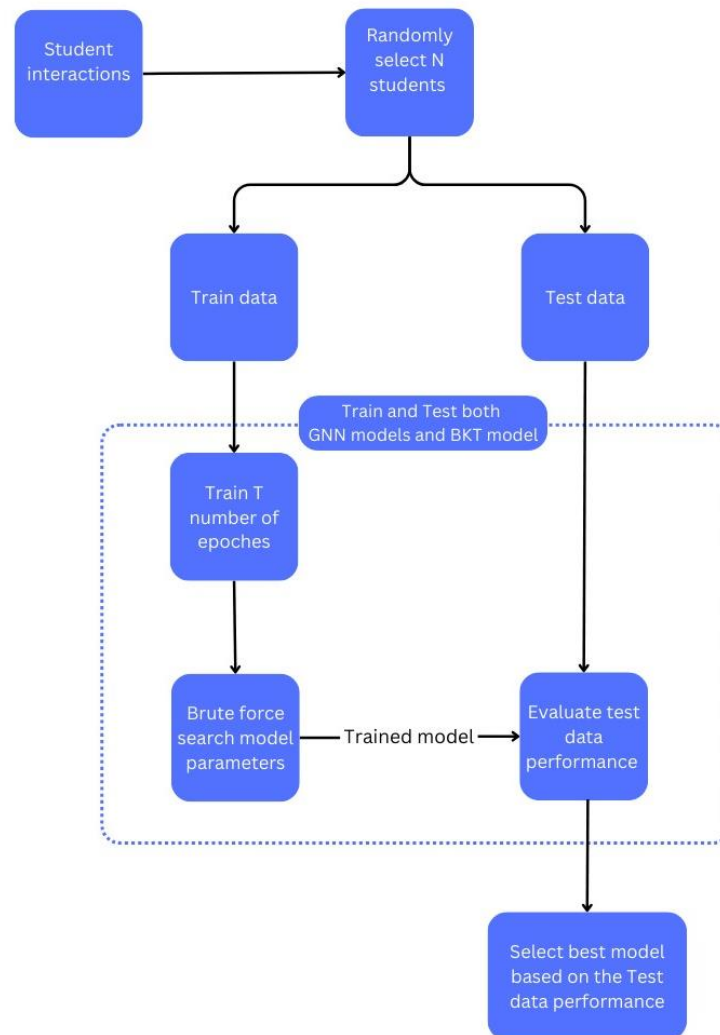 Student
interactions
Randomly
select N
students
Train data
Test data
Train and Test both
GNN models and BKT model
Train T
number of
epoches
Brute force
search model
parameters
Trained model
Evaluate test
data
performance
Select best model
based on the Test
data performance